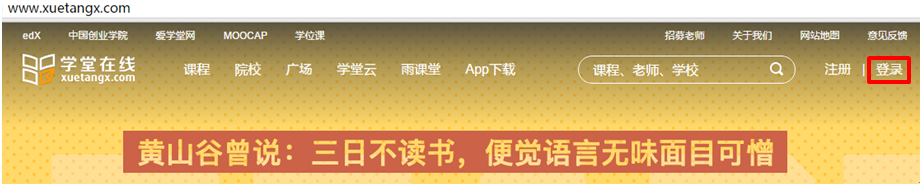 www.xuetangx.com
edX 中国创业学院 爱学堂网 MOOCAP 学位课 招募老师 关于我们 网站地图 意见反馈
学堂在线
xuetangx.com
课程 院校 广场 学堂云 雨课堂 App下载 课程、老师、学校 注册 | 登录
黄山谷曾说：三日不读书，便觉语言无味面目可憎